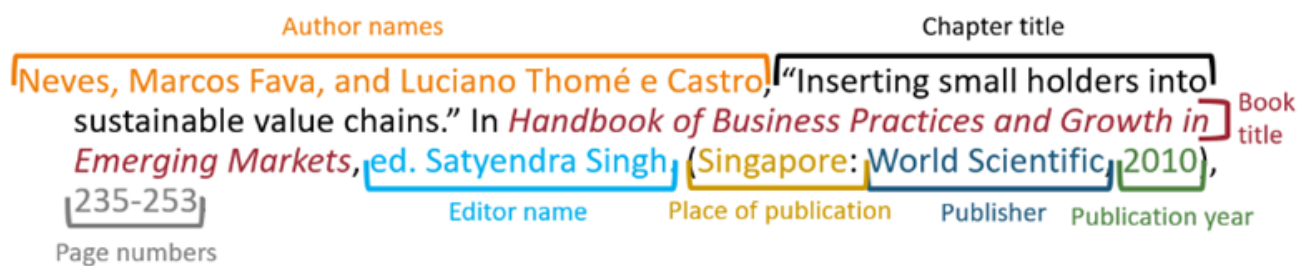 Author names
Chapter title
Neves, Marcos Fava, and Luciano Thomé e Castro, “Inserting small holders into
sustainable value chains.” In Handbook of Business Practices and Growth in
Book title
Emerging Markets, ed. Satyendra Singh. (Singapore: World Scientific, 2010),
235-253
Editor name
Place of publication
Publisher
Publication year
Page numbers